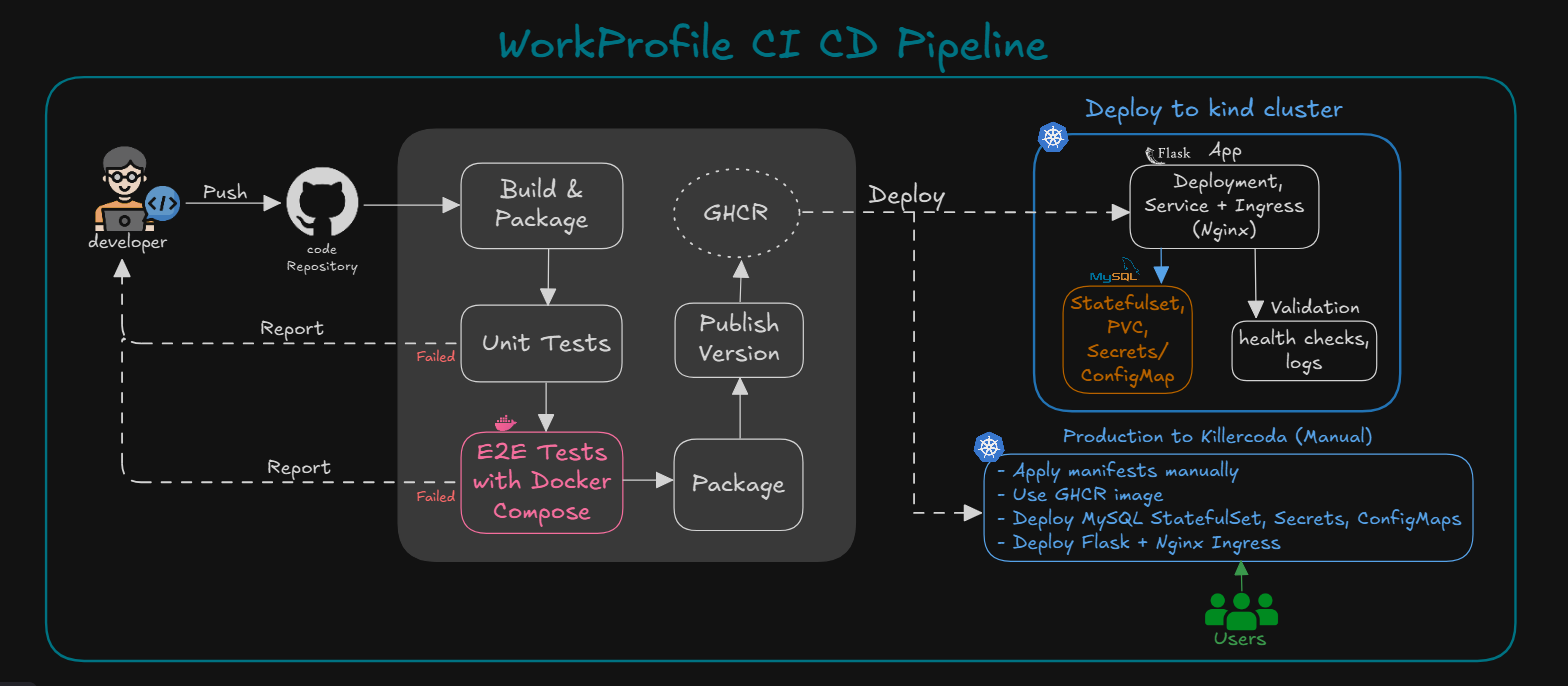 WorkProfile CI CD Pipeline
developer
Push
code
Repository
Build &
Package
Unit Tests
Report
Failed
E2E Tests
with Docker
Compose
Report
Failed
Package
Publish
Version
GHCR
Deploy
Deploy to kind cluster
Flask
App
Deployment,
Service + Ingress
(Nginx)
MySQL
Statefulset,
PVC,
Secrets/
ConfigMap
Validation
health checks,
logs
Production to Killercoda (Manual)
- Apply manifests manually
- Use GHCR image
- Deploy MySQL StatefulSet, Secrets, ConfigMaps
- Deploy Flask + Nginx Ingress
Users